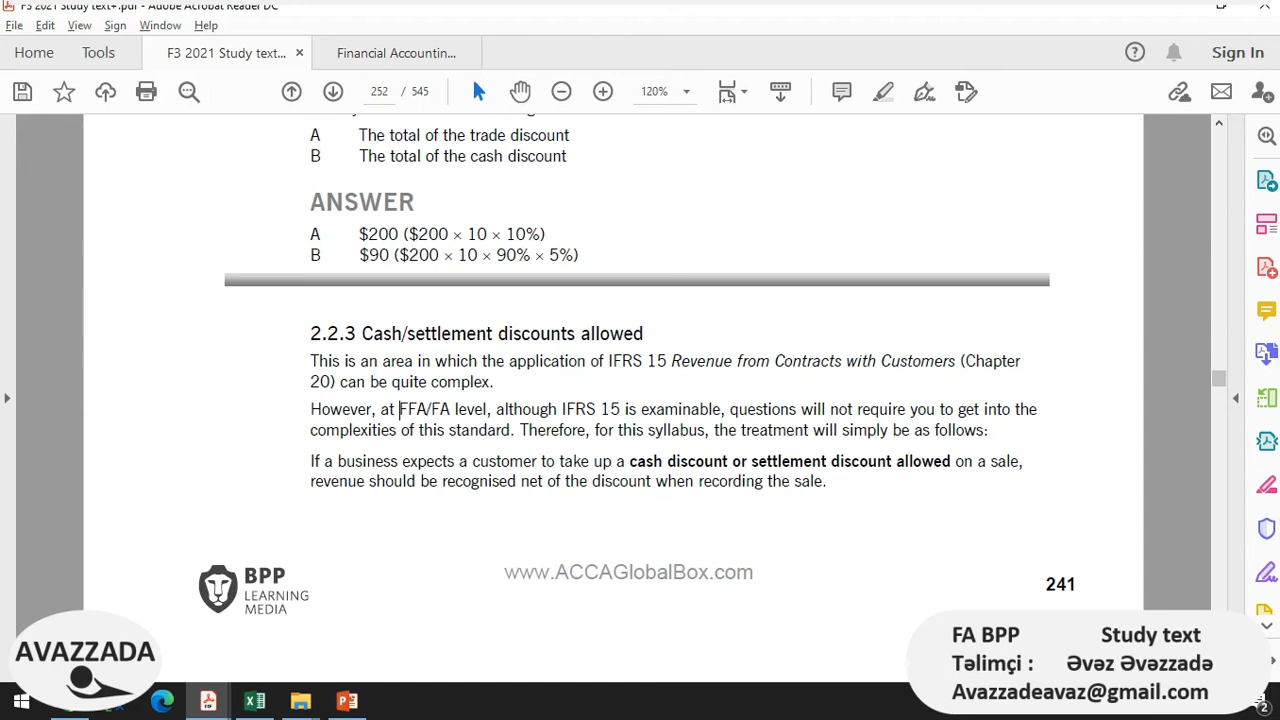 F3 2021 Study text+.pdf - Adobe Acrobat Reader DC
File Edit View Sign Window Help
Home Tools F3 2021 Study text... × Financial Accountin... Sign In
252 / 545 120%
A The total of the trade discount
B The total of the cash discount
ANSWER
A $200 ($200 × 10 × 10%)
B $90 ($200 × 10 × 90% × 5%)
2.2.3 Cash/settlement discounts allowed
This is an area in which the application of IFRS 15 Revenue from Contracts with Customers (Chapter
20) can be quite complex.
However, at FFA/FA level, although IFRS 15 is examinable, questions will not require you to get into the
complexities of this standard. Therefore, for this syllabus, the treatment will simply be as follows:
If a business expects a customer to take up a cash discount or settlement discount allowed on a sale,
revenue should be recognised net of the discount when recording the sale.
BPP
LEARNING
MEDIA
www.ACCAGlobalBox.com
241
AVAZZADA
FA BPP Study text
Təlimçi : Əvəz Əvəzzadə
Avazzadeavaz@gmail.com
2